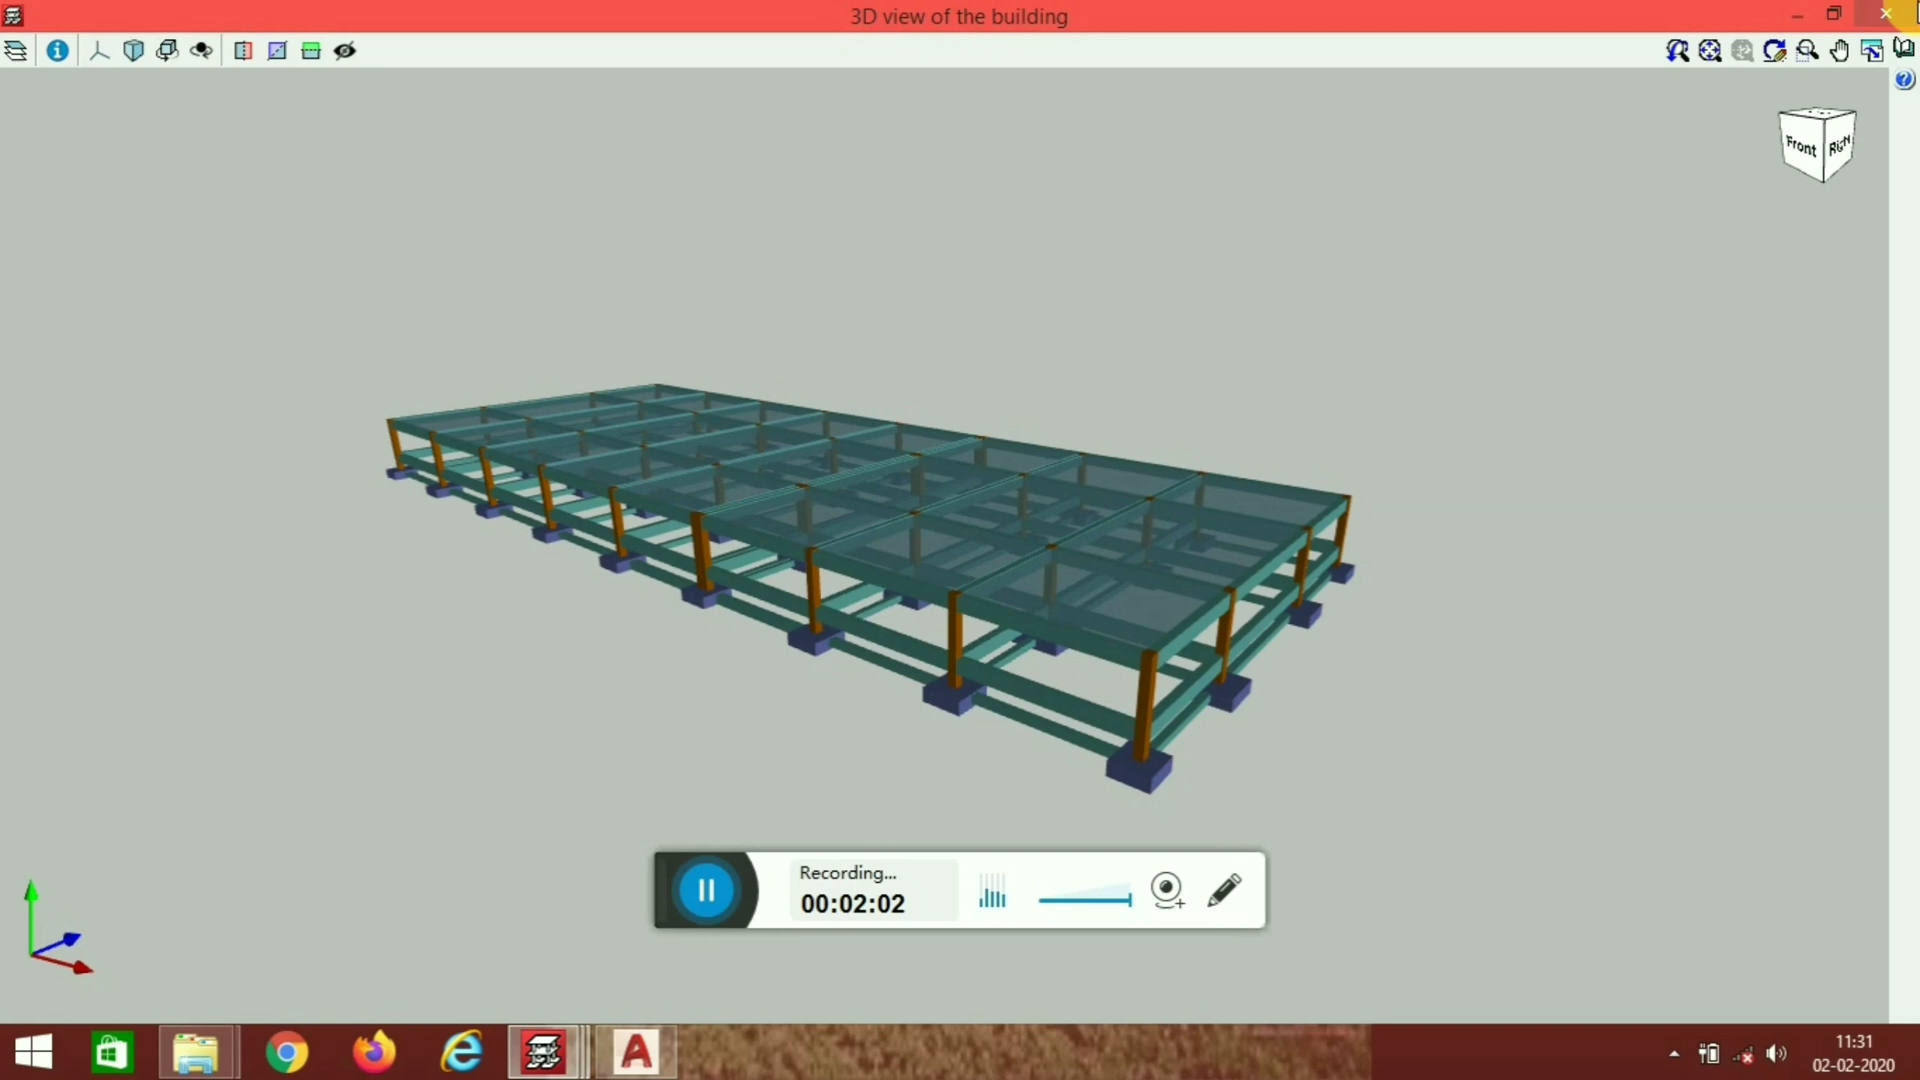 3D view of the building
Front
Right
Recording...
00:02:02
11:31
02-02-2020